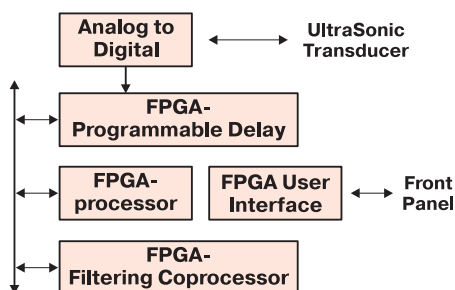 Analog to
Digital
UltraSonic
Transducer
FPGA-
Programmable Delay
FPGA-
processor
FPGA User
Interface
Front
Panel
FPGA-
Filtering Coprocessor